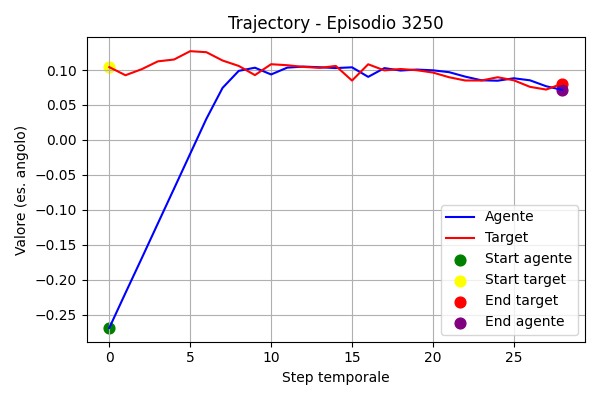 Trajectory - Episodio 3250
Valore (es. angolo)
0.10
0.05
0.00
−0.05
−0.10
−0.15
−0.20
−0.25
0
5
10
15
20
25
Step temporale
Agente
Target
Start agente
Start target
End target
End agente